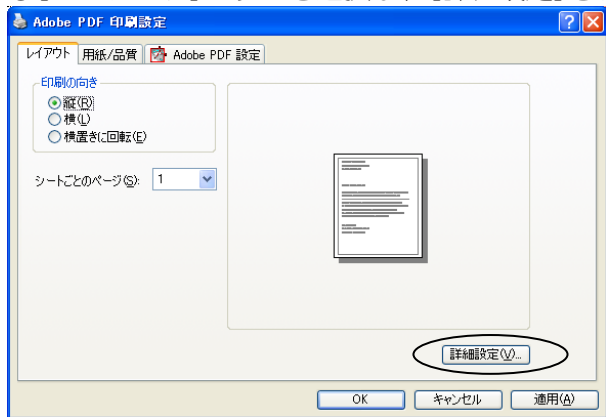 Adobe PDF 印刷設定
レイアウト 用紙/品質 Adobe PDF 設定
印刷の向き
縦(R)
横(L)
横置きに回転(E)
シートごとのページ(S): 1
詳細設定(V)...
OK キャンセル 適用(A)